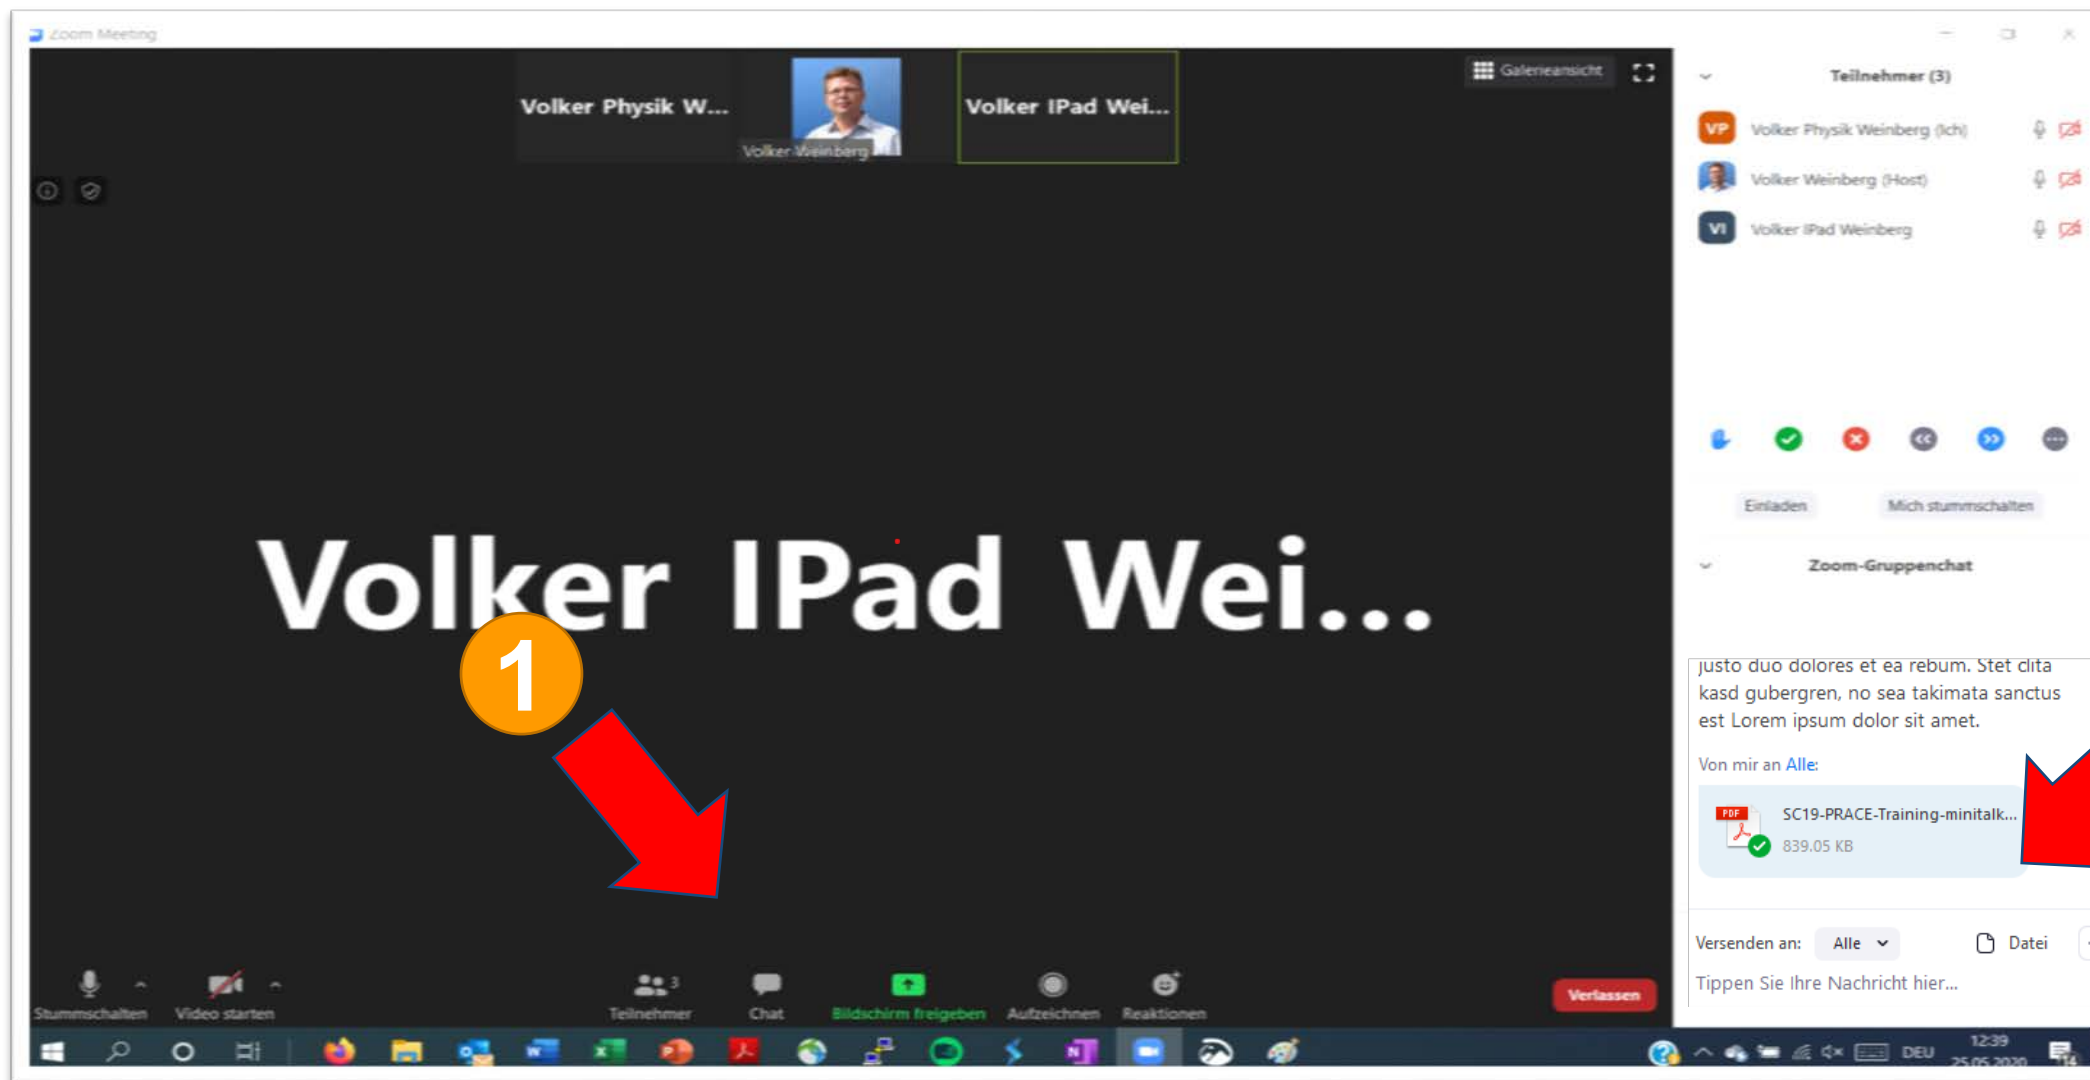 Zoom Meeting
Volker Physik W...
Volker Weinberg
Volker IPad Wei...
Galerieansicht
Teilnehmer (3)
VP Volker Physik Weinberg (Ich)
Volker Weinberg (Host)
VI Volker IPad Weinberg
Einladen Mich stummschalten
Zoom-Gruppenchat
Volker IPad Wei...
1
justo duo dolores et ea rebum. Stet clita
kasd gubergren, no sea takimata sanctus
est Lorem ipsum dolor sit amet.
Von mir an Alle:
PDF
SC19-PRACE-Training-minitalk...
839.05 KB
Versenden an: Alle Datei
Tippen Sie Ihre Nachricht hier...
Stummschalten Video starten
3
Teilnehmer Chat Bildschirm freigeben Aufzeichnen Reaktionen
Verlassen
DEU
12:39
25.05.2020
14